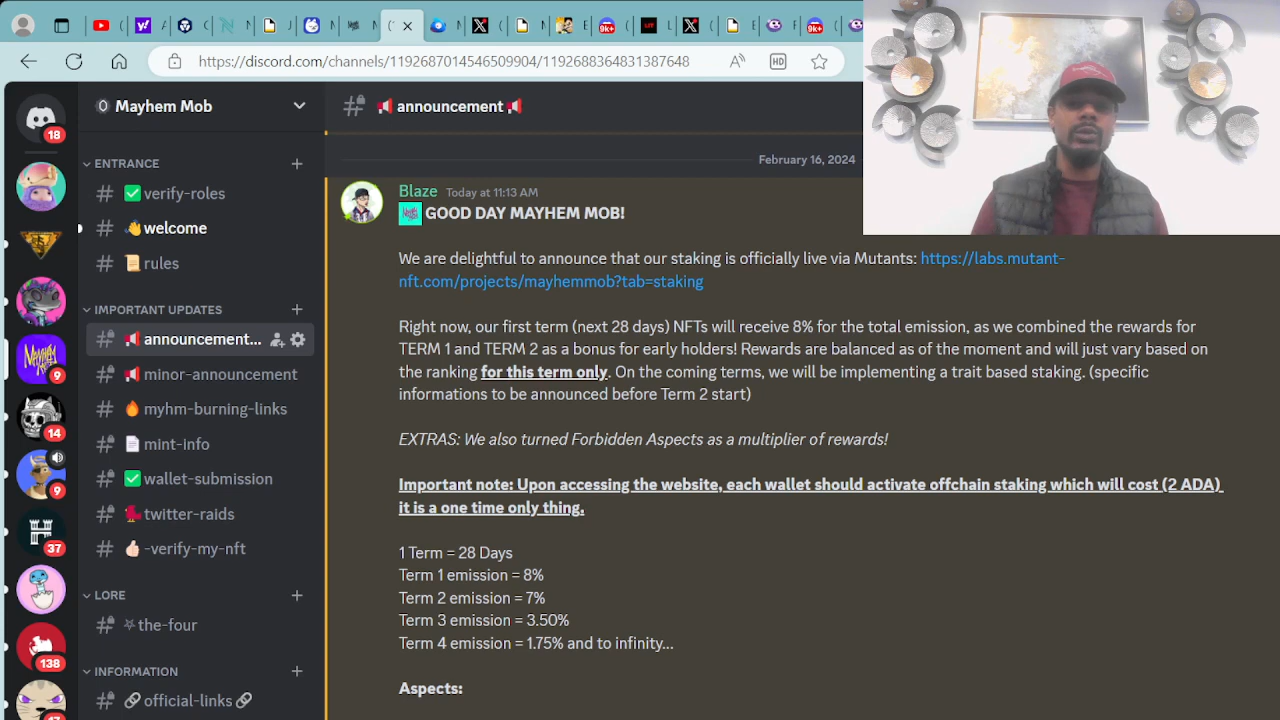 https://discord.com/channels/1192687014546509904/1192688364831387648
HD
18
Mayhem Mob
announcement
ENTRANCE
verify-roles
welcome
rules
IMPORTANT UPDATES
announcement...
minor-announcement
myhm-burning-links
mint-info
wallet-submission
twitter-raids
-verify-my-nft
LORE
the-four
INFORMATION
official-links
9
14
9
37
138
February 16, 2024
Blaze Today at 11:13 AM
GOOD DAY MAYHEM MOB!
We are delightful to announce that our staking is officially live via Mutants: https://labs.mutant-
nft.com/projects/mayhemmob?tab=staking
Right now, our first term (next 28 days) NFTs will receive 8% for the total emission, as we combined the rewards for
TERM 1 and TERM 2 as a bonus for early holders! Rewards are balanced as of the moment and will just vary based on
the ranking for this term only. On the coming terms, we will be implementing a trait based staking. (specific
informations to be announced before Term 2 start)
EXTRAS: We also turned Forbidden Aspects as a multiplier of rewards!
Important note: Upon accessing the website, each wallet should activate offchain staking which will cost (2 ADA)
it is a one time only thing.
1 Term = 28 Days
Term 1 emission = 8%
Term 2 emission = 7%
Term 3 emission = 3.50%
Term 4 emission = 1.75% and to infinity...
Aspects: